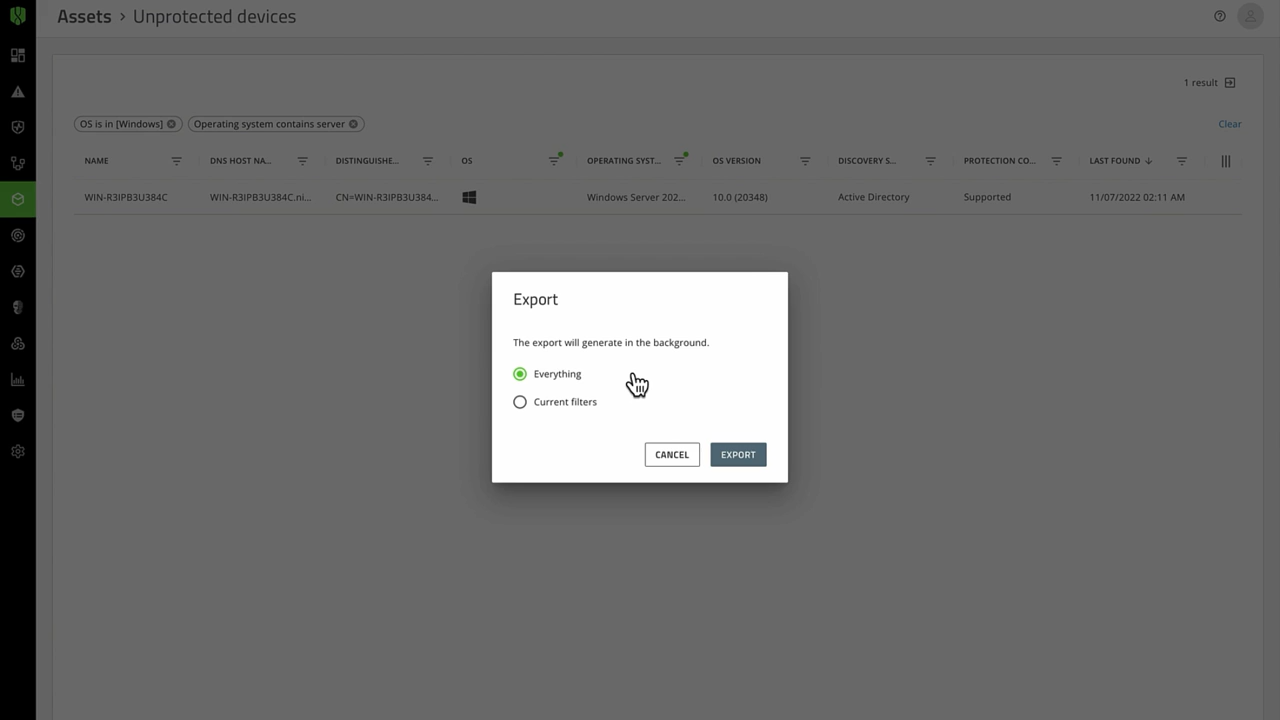 Assets > Unprotected devices
1 result
OS is in [Windows] Operating system contains server Clear
NAME DNS HOST NA... DISTINGUISHE... OS OPERATING SYST... OS VERSION DISCOVERY S... PROTECTION CO... LAST FOUND
WIN-R3IPB3U384C WIN-R3IPB3U384C.ni... CN=WIN-R3IPB3U384... Windows Server 202... 10.0 (20348) Active Directory Supported 11/07/2022 02:11 AM
Export
The export will generate in the background.
Everything
Current filters
CANCEL EXPORT